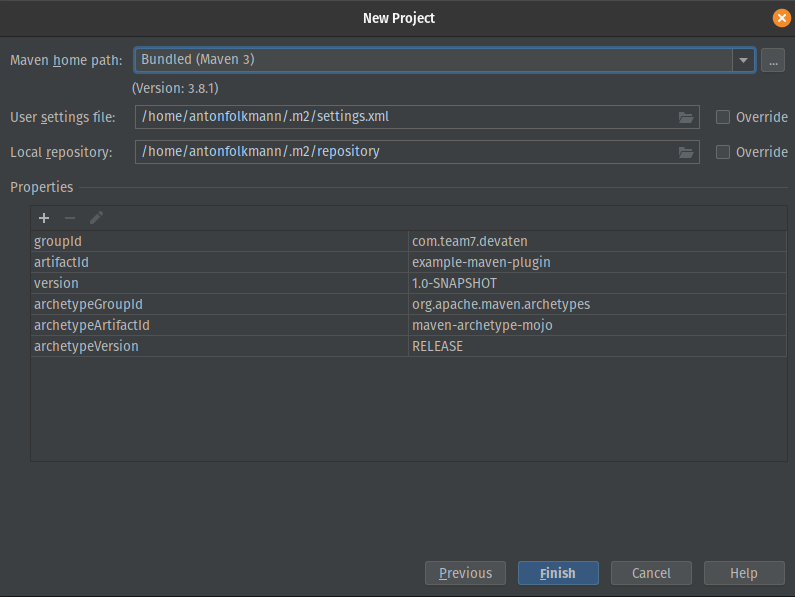 New Project
Maven home path: Bundled (Maven 3) ...
(Version: 3.8.1)
User settings file: /home/antonfolkmann/.m2/settings.xml Override
Local repository: /home/antonfolkmann/.m2/repository Override
Properties
groupId com.team7.devaten
artifactId example-maven-plugin
version 1.0-SNAPSHOT
archetypeGroupId org.apache.maven.archetypes
archetypeArtifactId maven-archetype-mojo
archetypeVersion RELEASE
Previous Finish Cancel Help